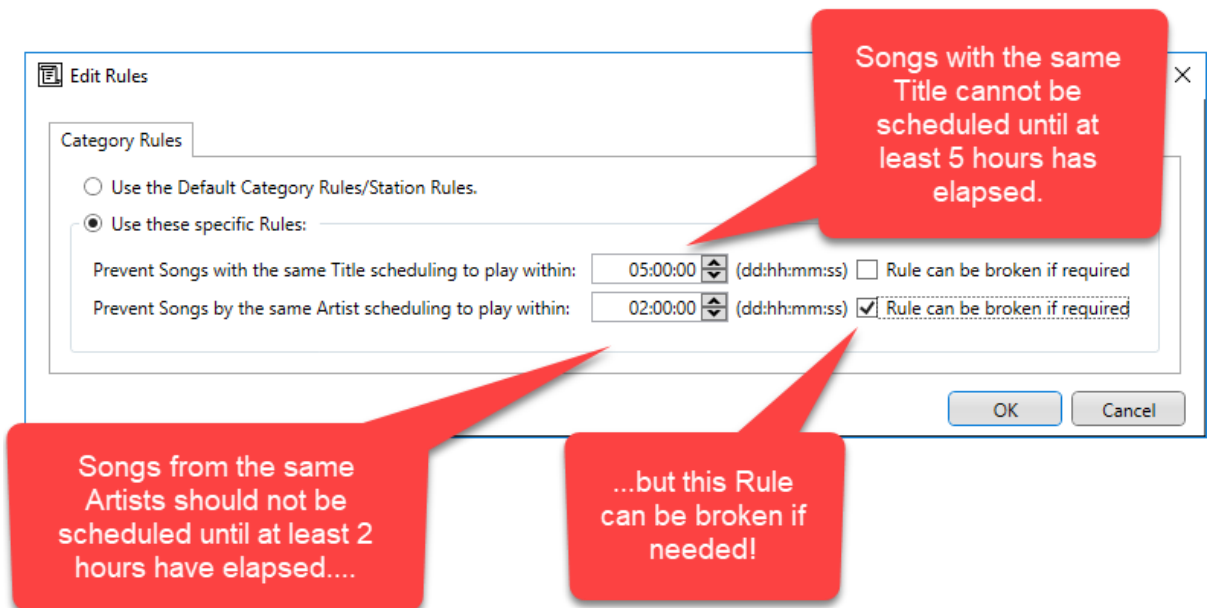 Songs with the same
Title cannot be
scheduled until at
least 5 hours has
elapsed.
Edit Rules
Category Rules
Use the Default Category Rules/Station Rules.
Use these specific Rules:
Prevent Songs with the same Title scheduling to play within: 05:00:00 (dd:hh:mm:ss) Rule can be broken if required
Prevent Songs by the same Artist scheduling to play within: 02:00:00 (dd:hh:mm:ss) Rule can be broken if required
OK Cancel
Songs from the same
Artists should not be
scheduled until at least 2
hours have elapsed....
...but this Rule
can be broken if
needed!